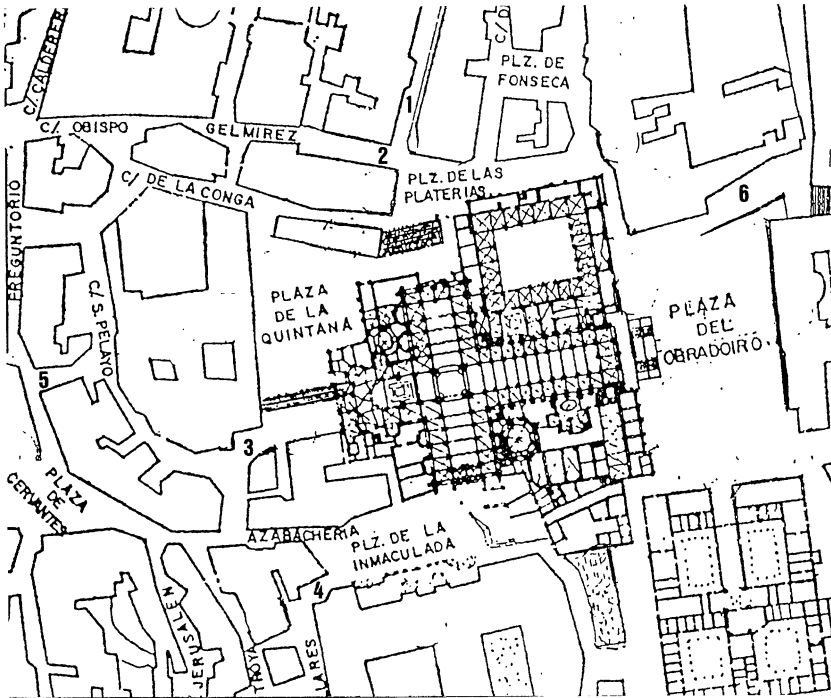 C/ CALDERER
C/ D
PLZ. DE
FONSECA
1
C/ OBISPO
GELMIREZ
2
PLZ. DE LAS
PLATERIAS
6
C/ DE LA CONGA
PREGUNTORIO
PLAZA
DE LA
QUINTANA
C/ S. PELAYO
PLAZA
DEL
OBRADOIRO
5
3
PLAZA
DE
CERVANTES
AZABACHERIA
PLZ. DE LA
INMACULADA
4
JERUSALEN
TROYA
LARES